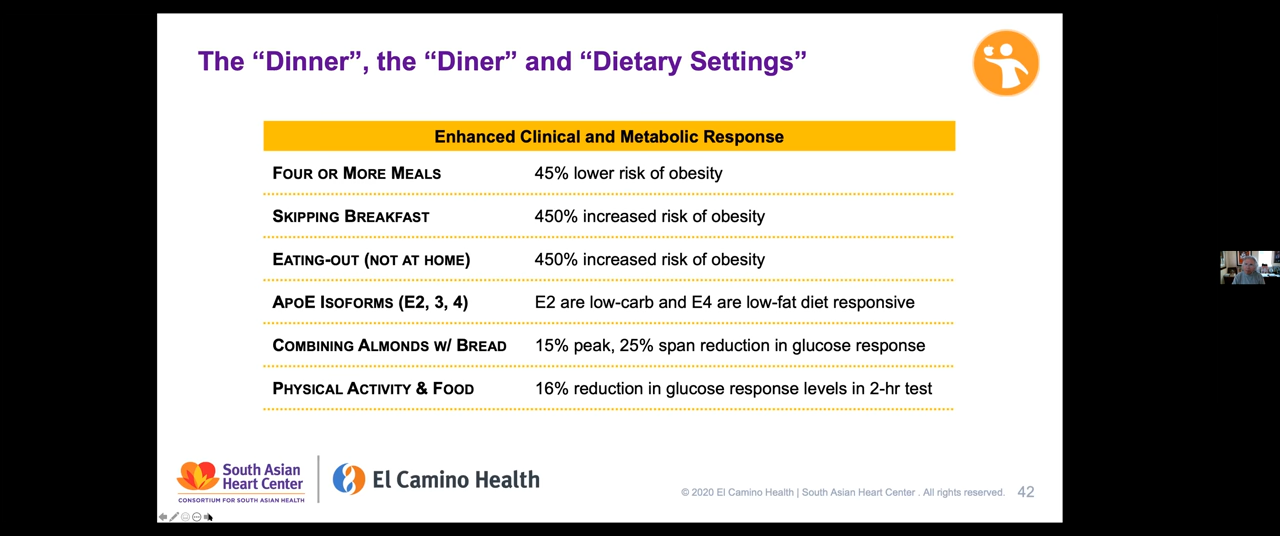 The “Dinner”, the “Diner” and “Dietary Settings”
Enhanced Clinical and Metabolic Response
FOUR OR MORE MEALS 45% lower risk of obesity
SKIPPING BREAKFAST 450% increased risk of obesity
EATING-OUT (NOT AT HOME) 450% increased risk of obesity
APOE ISOFORMS (E2, 3, 4) E2 are low-carb and E4 are low-fat diet responsive
COMBINING ALMONDS W/ BREAD 15% peak, 25% span reduction in glucose response
PHYSICAL ACTIVITY & FOOD 16% reduction in glucose response levels in 2-hr test
South Asian
Heart Center
CONSORTIUM FOR SOUTH ASIAN HEALTH
El Camino Health
© 2020 El Camino Health | South Asian Heart Center . All rights reserved. 42